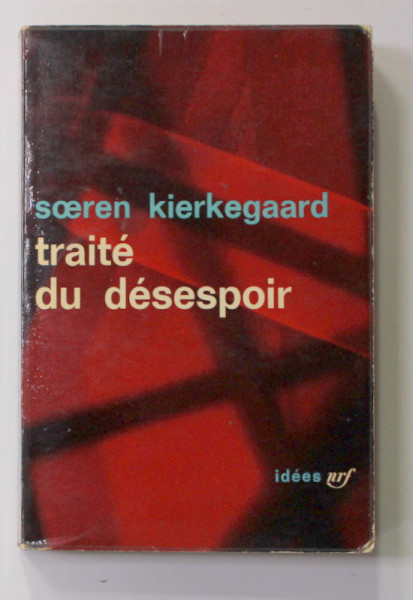 sœren kierkegaard
traité
du désespoir
idées nrf